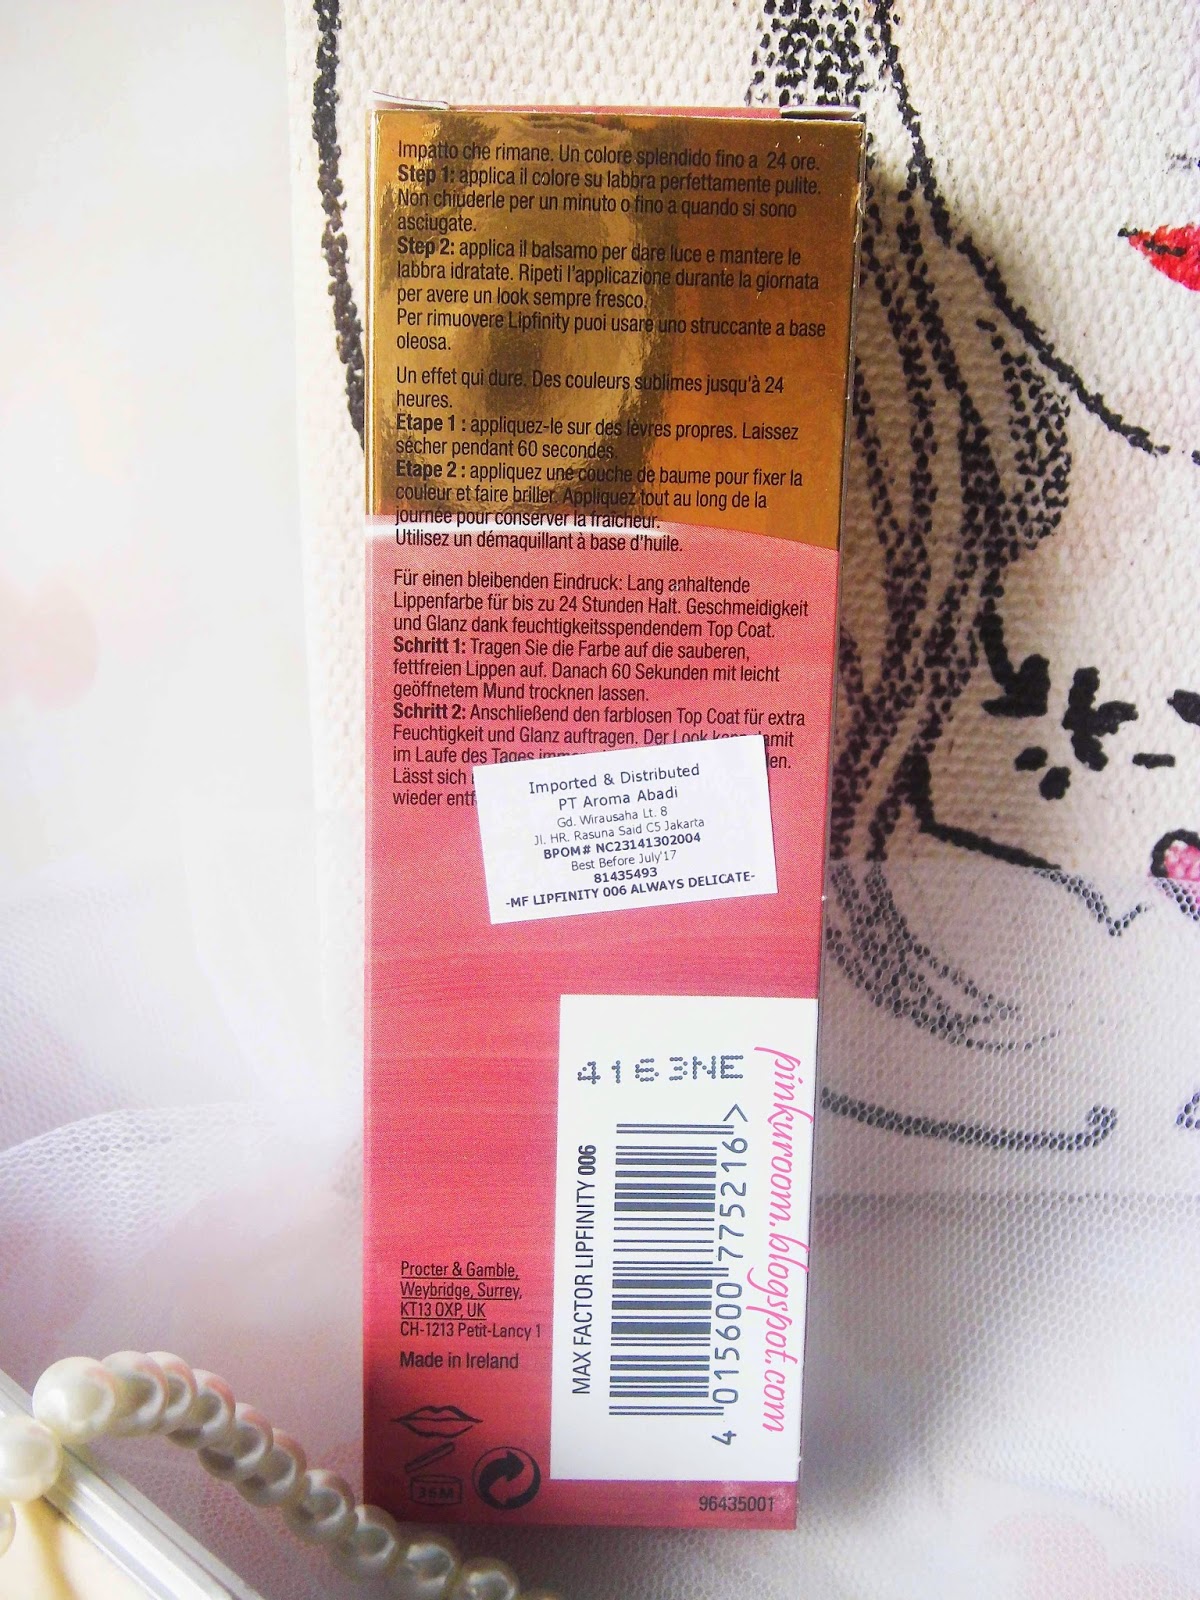 Impatto che rimane. Un colore splendido fino a 24 ore.
Step 1: applica il colore su labbra perfettamente pulite.
Non chiuderle per un minuto o fino a quando si sono
asciugate.
Step 2: applica il balsamo per dare luce e mantere le
labbra idratate. Ripeti l'applicazione durante la giornata
per avere un look sempre fresco.
Per rimuovere Lipfinity puoi usare uno struccante a base
oleosa.
Un effet qui dure. Des couleurs sublimes jusqu'à 24
heures.
Etape 1 : appliquez-le sur des lèvres propres. Laissez
sécher pendant 60 secondes.
Etape 2 : appliquez une couche de baume pour fixer la
couleur et faire briller. Appliquez tout au long de la
journée pour conserver la fraîcheur.
Utilisez un démaquillant à base d'huile.
Für einen bleibenden Eindruck: Lang anhaltende
Lippenfarbe für bis zu 24 Stunden Halt. Geschmeidigkeit
und Glanz dank feuchtigkeitsspendendem Top Coat.
Schritt 1: Tragen Sie die Farbe auf die sauberen,
fettfreien Lippen auf. Danach 60 Sekunden mit leicht
geöffnetem Mund trocknen lassen.
Schritt 2: Anschließend den farblosen Top Coat für extra
Feuchtigkeit und Glanz auftragen. Der Look
im Laufe des Tages
Lässt sich
wieder
Imported & Distributed
PT Aroma Abadi
Gd. Wirausaha Lt. 8
Jl. HR. Rasuna Said C5 Jakarta
BPOM# NC23141302004
Best Before July'17
81435493
-MF LIPFINITY 006 ALWAYS DELICATE-
4163NE
MAX FACTOR LIPFINITY 006
4 015600 775216 >
pinkuroom.blogspot.com
Procter & Gamble,
Weybridge, Surrey,
KT13 0XP, UK
CH-1213 Petit-Lancy 1
Made in Ireland
36M
96435001